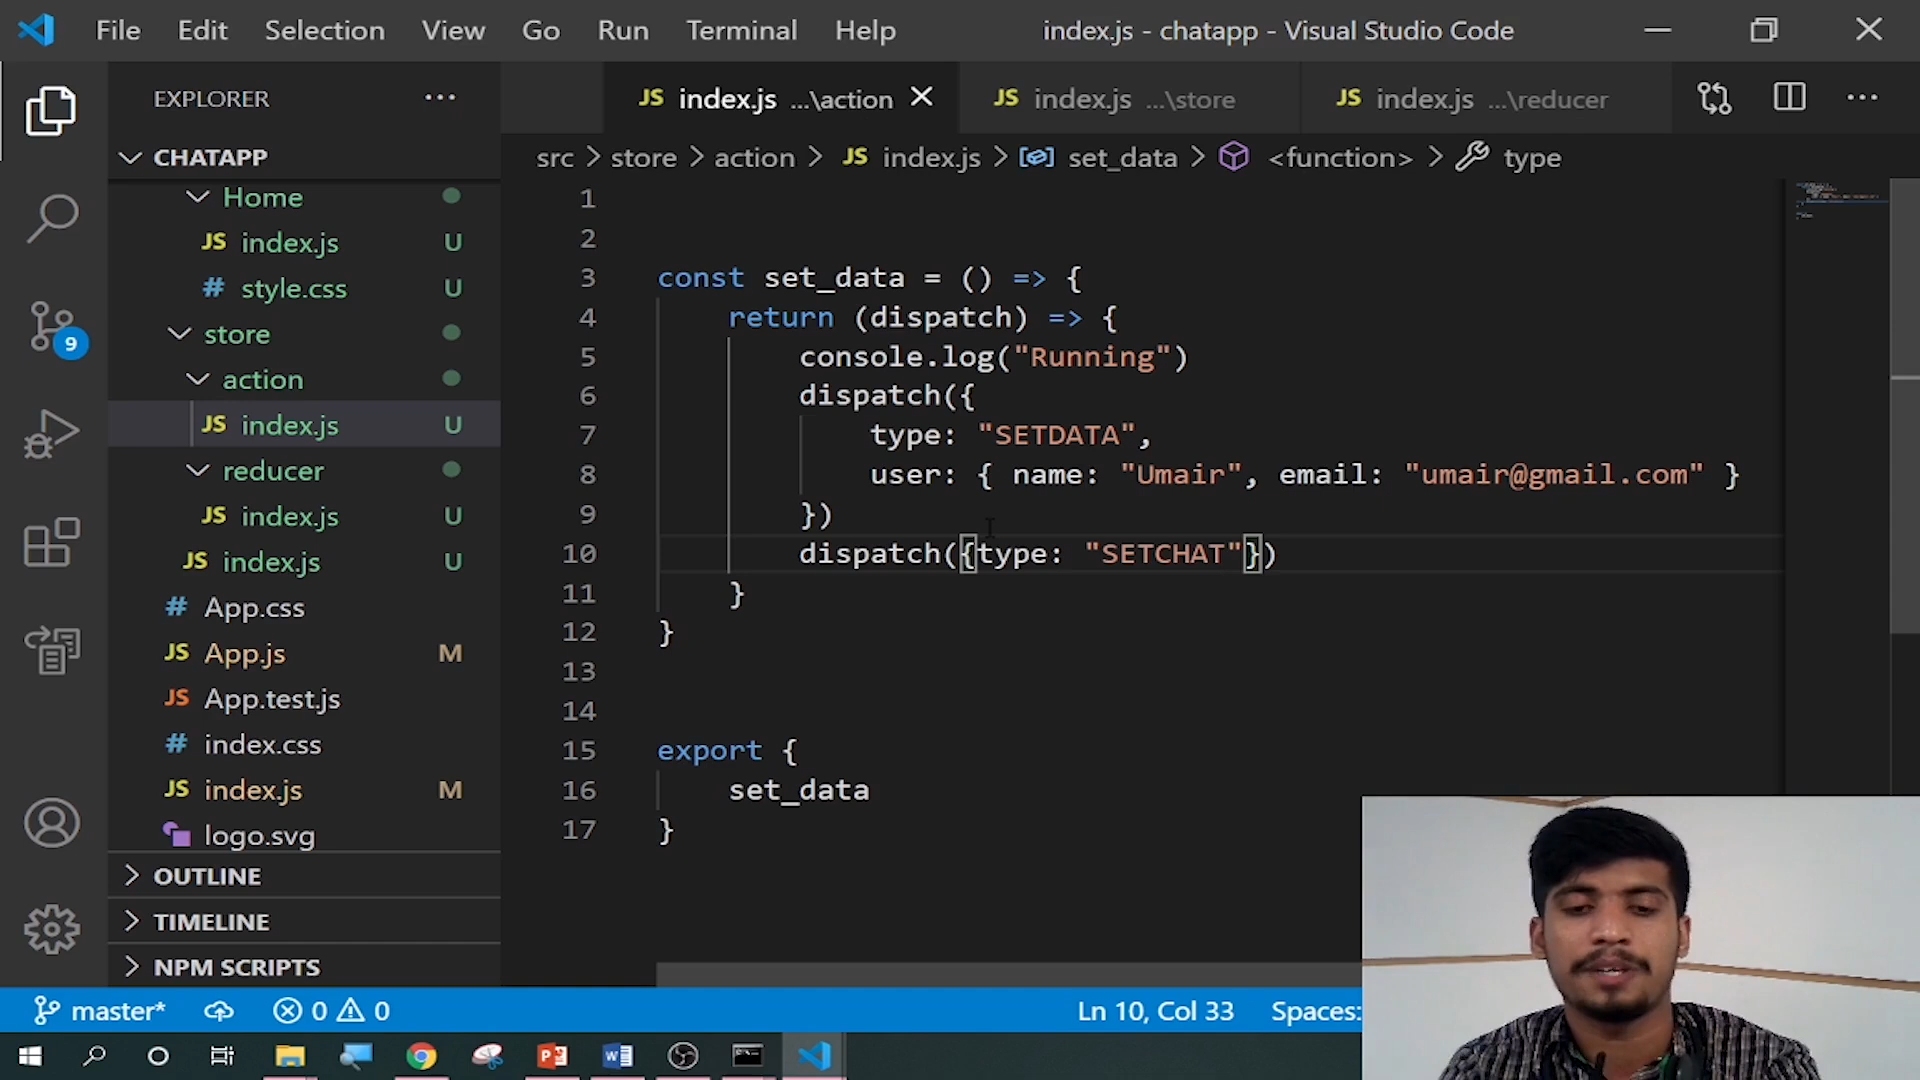 File Edit Selection View Go Run Terminal Help index.js - chatapp - Visual Studio Code
EXPLORER
JS index.js ...\action
JS index.js ...\store
JS index.js ...\reducer
CHATAPP
src > store > action > JS index.js > set_data > <function> > type
Home
JS index.js U
# style.css U
store
action
JS index.js U
reducer
JS index.js U
JS index.js U
# App.css
JS App.js M
JS App.test.js
# index.css
JS index.js M
logo.svg
OUTLINE
TIMELINE
NPM SCRIPTS
9
1
2
3 const set_data = () => {
4 return (dispatch) => {
5 console.log("Running")
6 dispatch({
7 type: "SETDATA",
8 user: { name: "Umair", email: "umair@gmail.com" }
9 })
10 dispatch({type: "SETCHAT"})
11 }
12 }
13
14
15 export {
16 set_data
17 }
master* 0 0 Ln 10, Col 33 Spaces: